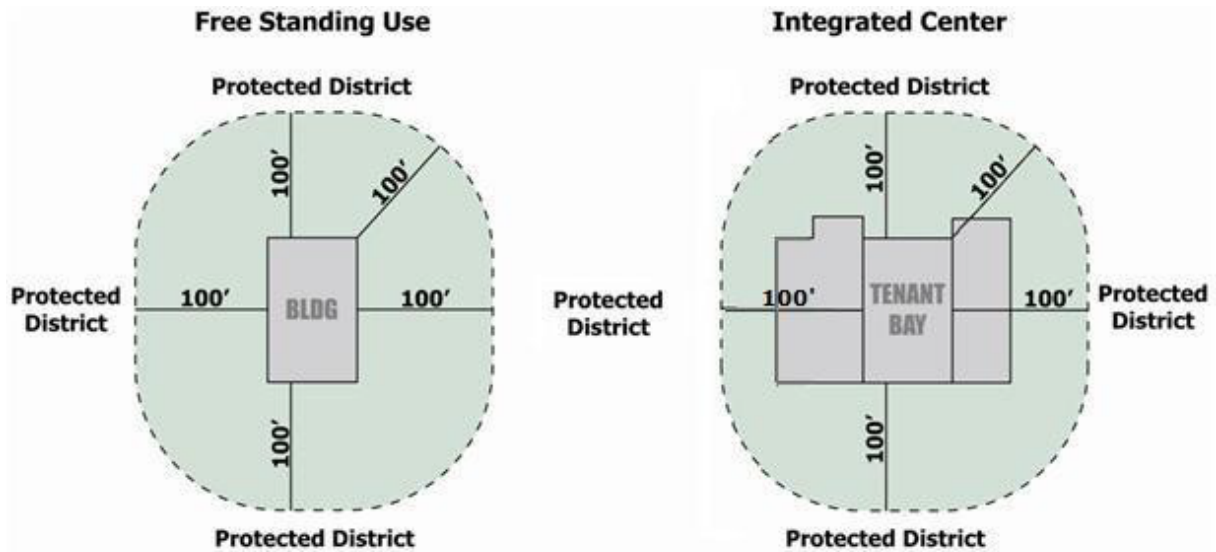 Free Standing Use
Protected District
100'
100'
Protected
District
100'
BLDG
100'
100'
Protected District
Integrated Center
Protected District
100'
100'
Protected
District
100'
TENANT
BAY
100'
Protected
District
100'
Protected District